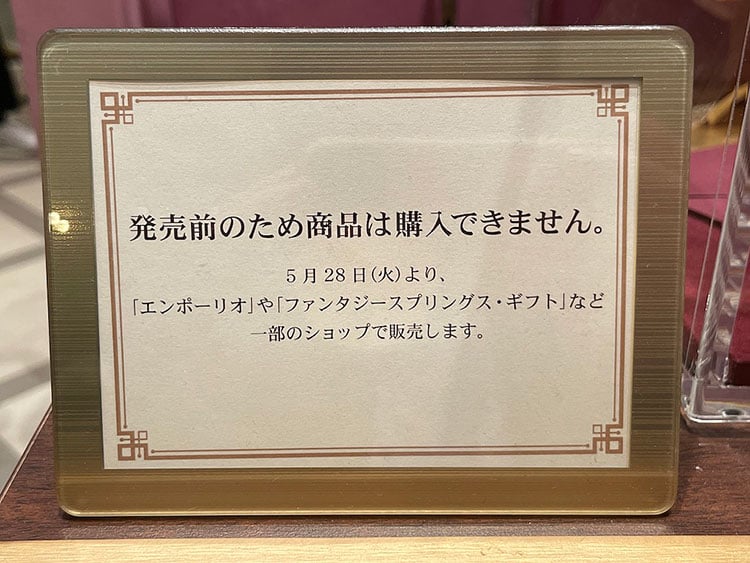 発売前のため商品は購入できません。
5月28日(火)より、
「エンポーリオ」や「ファンタジースプリングス・ギフト」など
一部のショップで販売します。